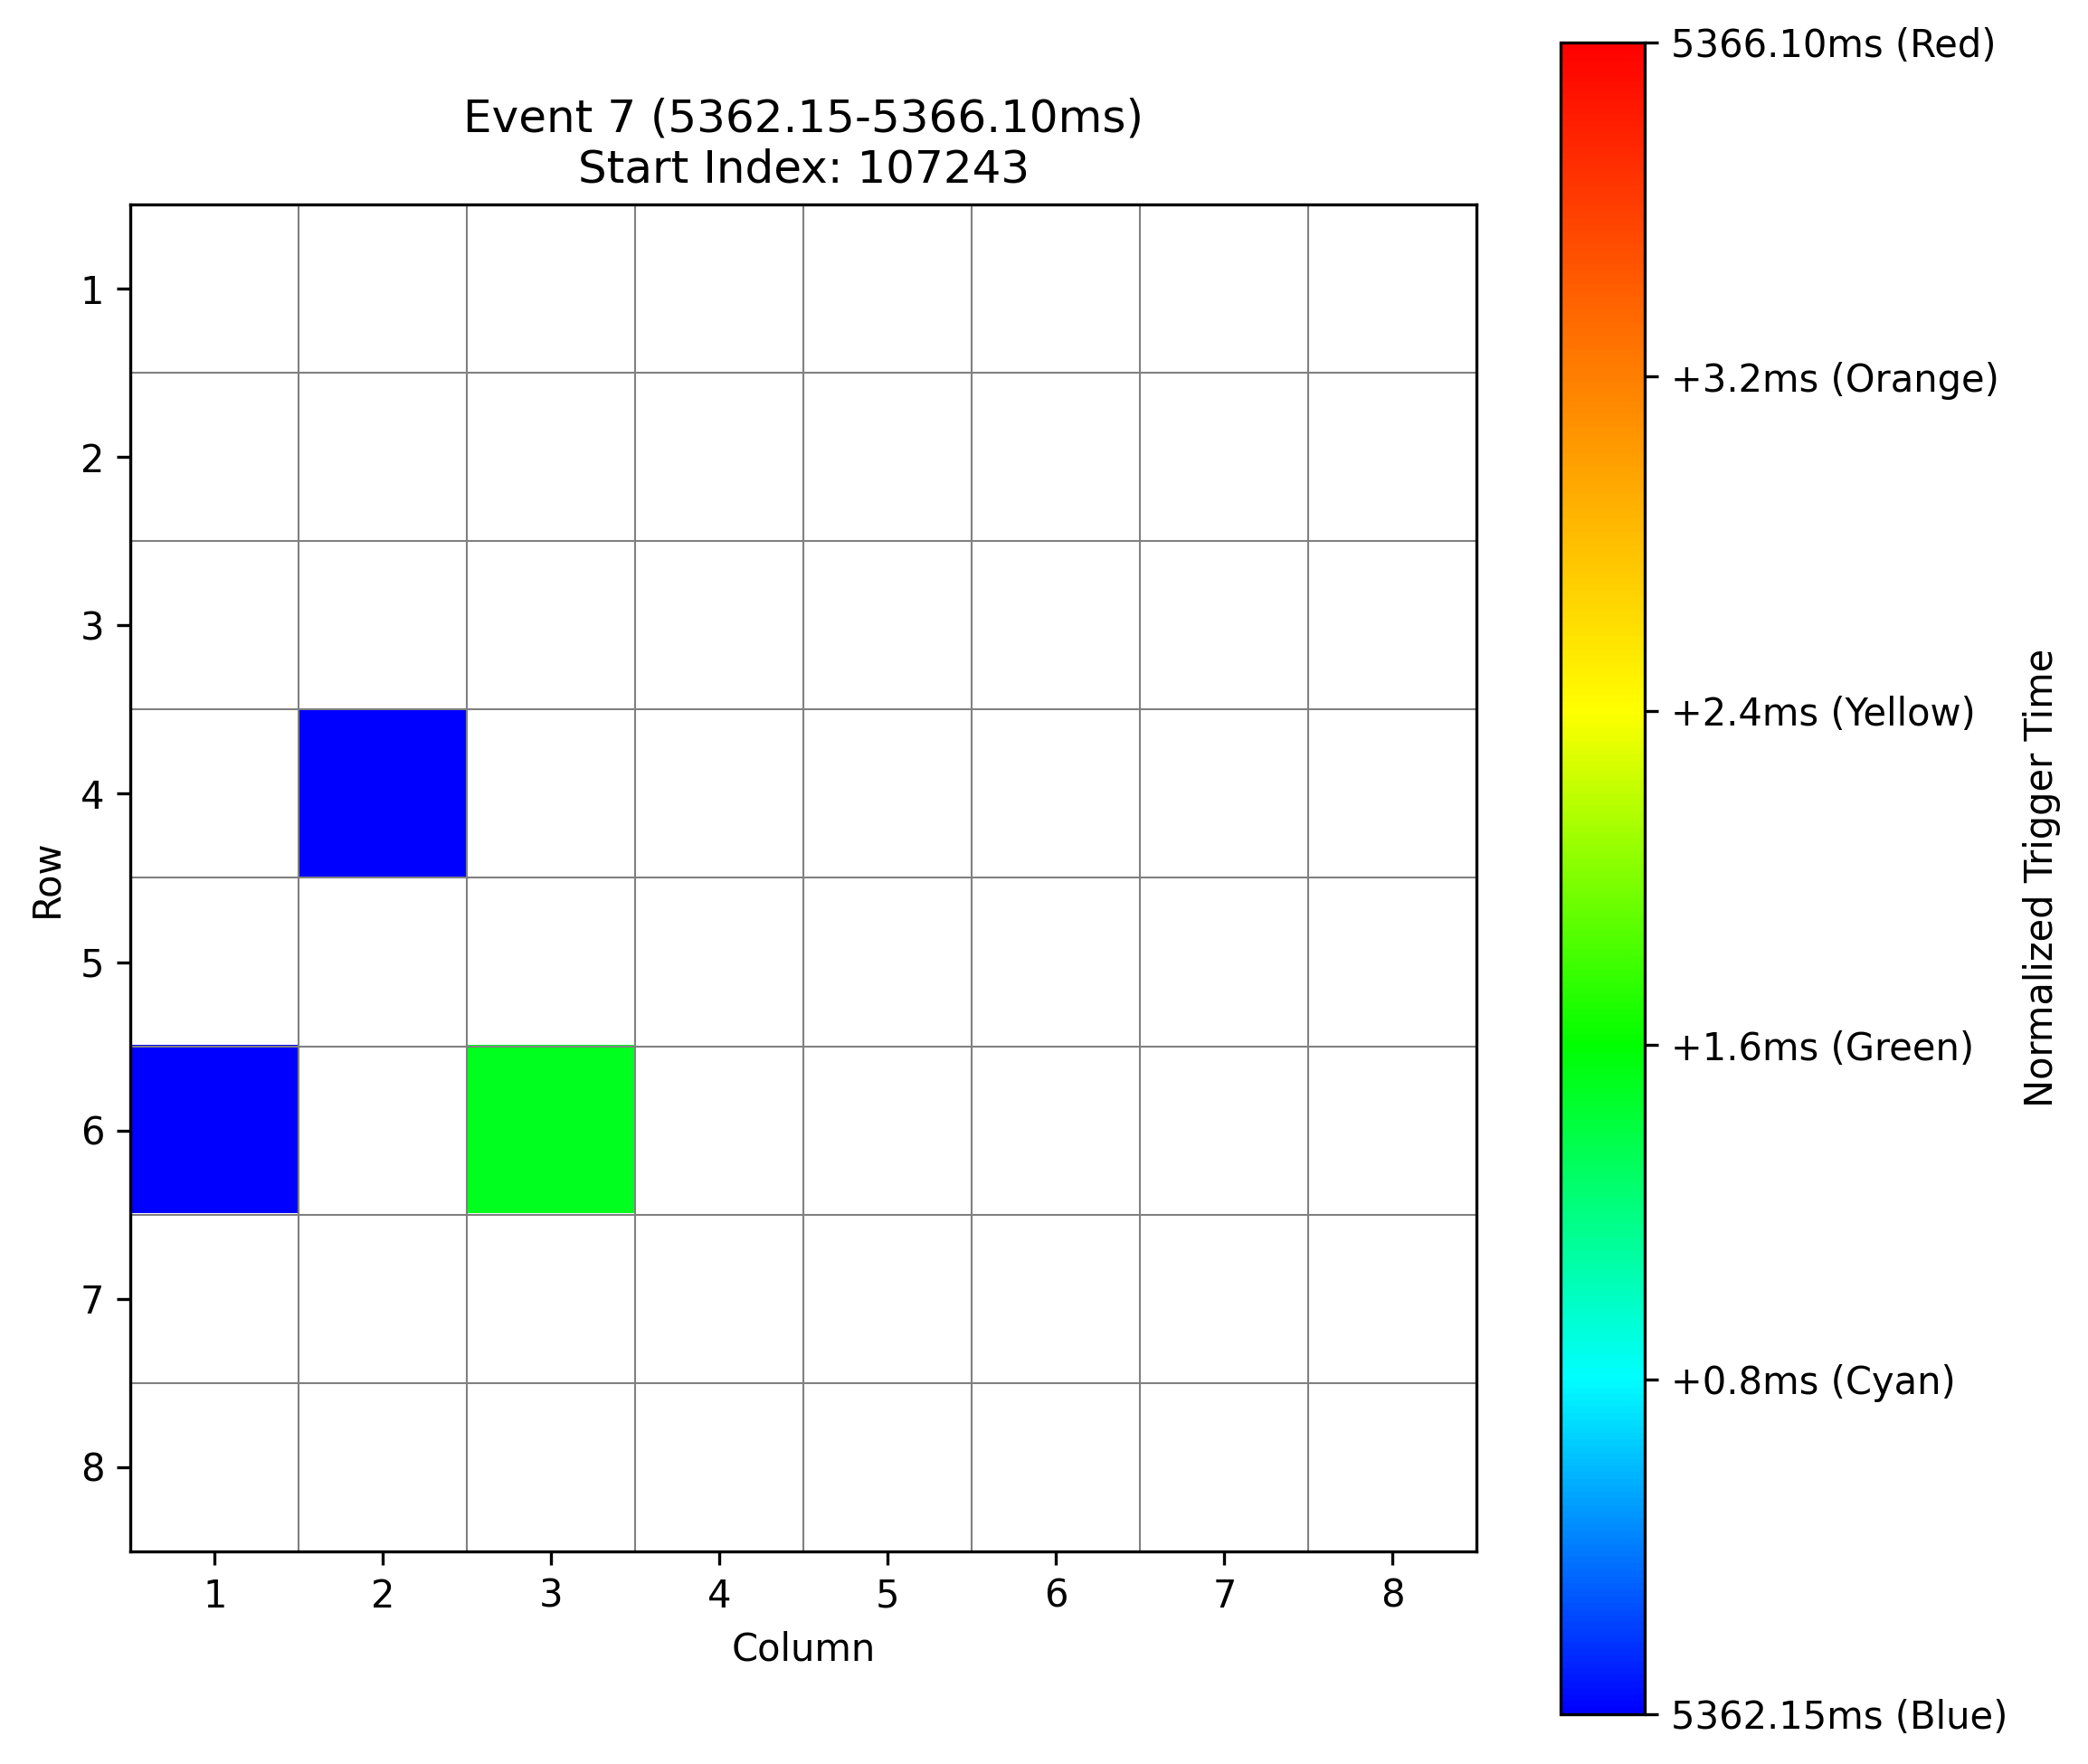 Event 7 (5362.15-5366.10ms)
Start Index: 107243
Row
1
2
3
4
5
6
7
8
1 2 3 4 5 6 7 8
Column
5366.10ms (Red)
+3.2ms (Orange)
+2.4ms (Yellow)
+1.6ms (Green)
+0.8ms (Cyan)
5362.15ms (Blue)
Normalized Trigger Time